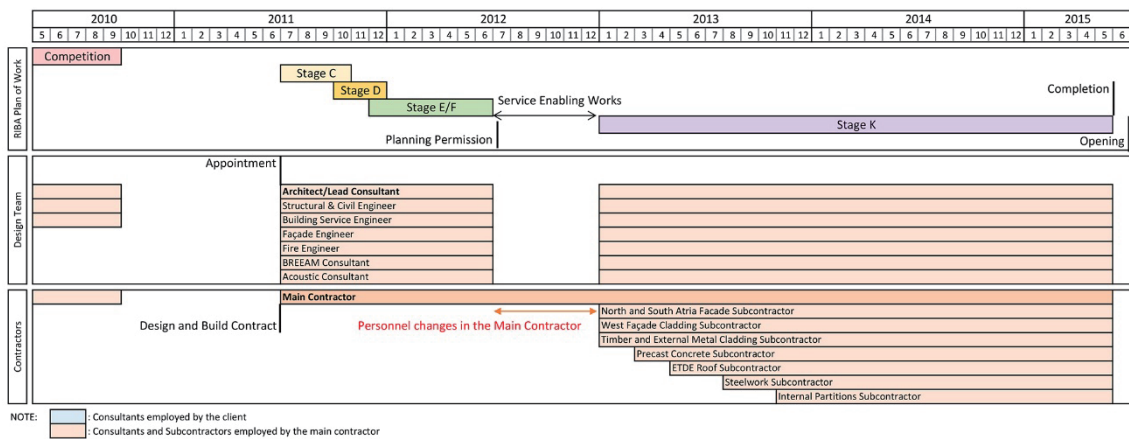 2010 2011 2012 2013 2014 2015
5 6 7 8 9 10 11 12 1 2 3 4 5 6 7 8 9 10 11 12 1 2 3 4 5 6 7 8 9 10 11 12 1 2 3 4 5 6 7 8 9 10 11 12 1 2 3 4 5 6 7 8 9 10 11 12 1 2 3 4 5 6
RIBA Plan of Work
Competition
Stage C
Stage D
Stage E/F
Service Enabling Works
Completion
Stage K
Planning Permission
Opening
Design Team
Appointment
Architect/Lead Consultant
Structural & Civil Engineer
Building Service Engineer
Façade Engineer
Fire Engineer
BREEAM Consultant
Acoustic Consultant
Contractors
Main Contractor
Design and Build Contract
Personnel changes in the Main Contractor
North and South Atria Facade Subcontractor
West Façade Cladding Subcontractor
Timber and External Metal Cladding Subcontractor
Precast Concrete Subcontractor
ETDE Roof Subcontractor
Steelwork Subcontractor
Internal Partitions Subcontractor
NOTE: : Consultants employed by the client
: Consultants and Subcontractors employed by the main contractor